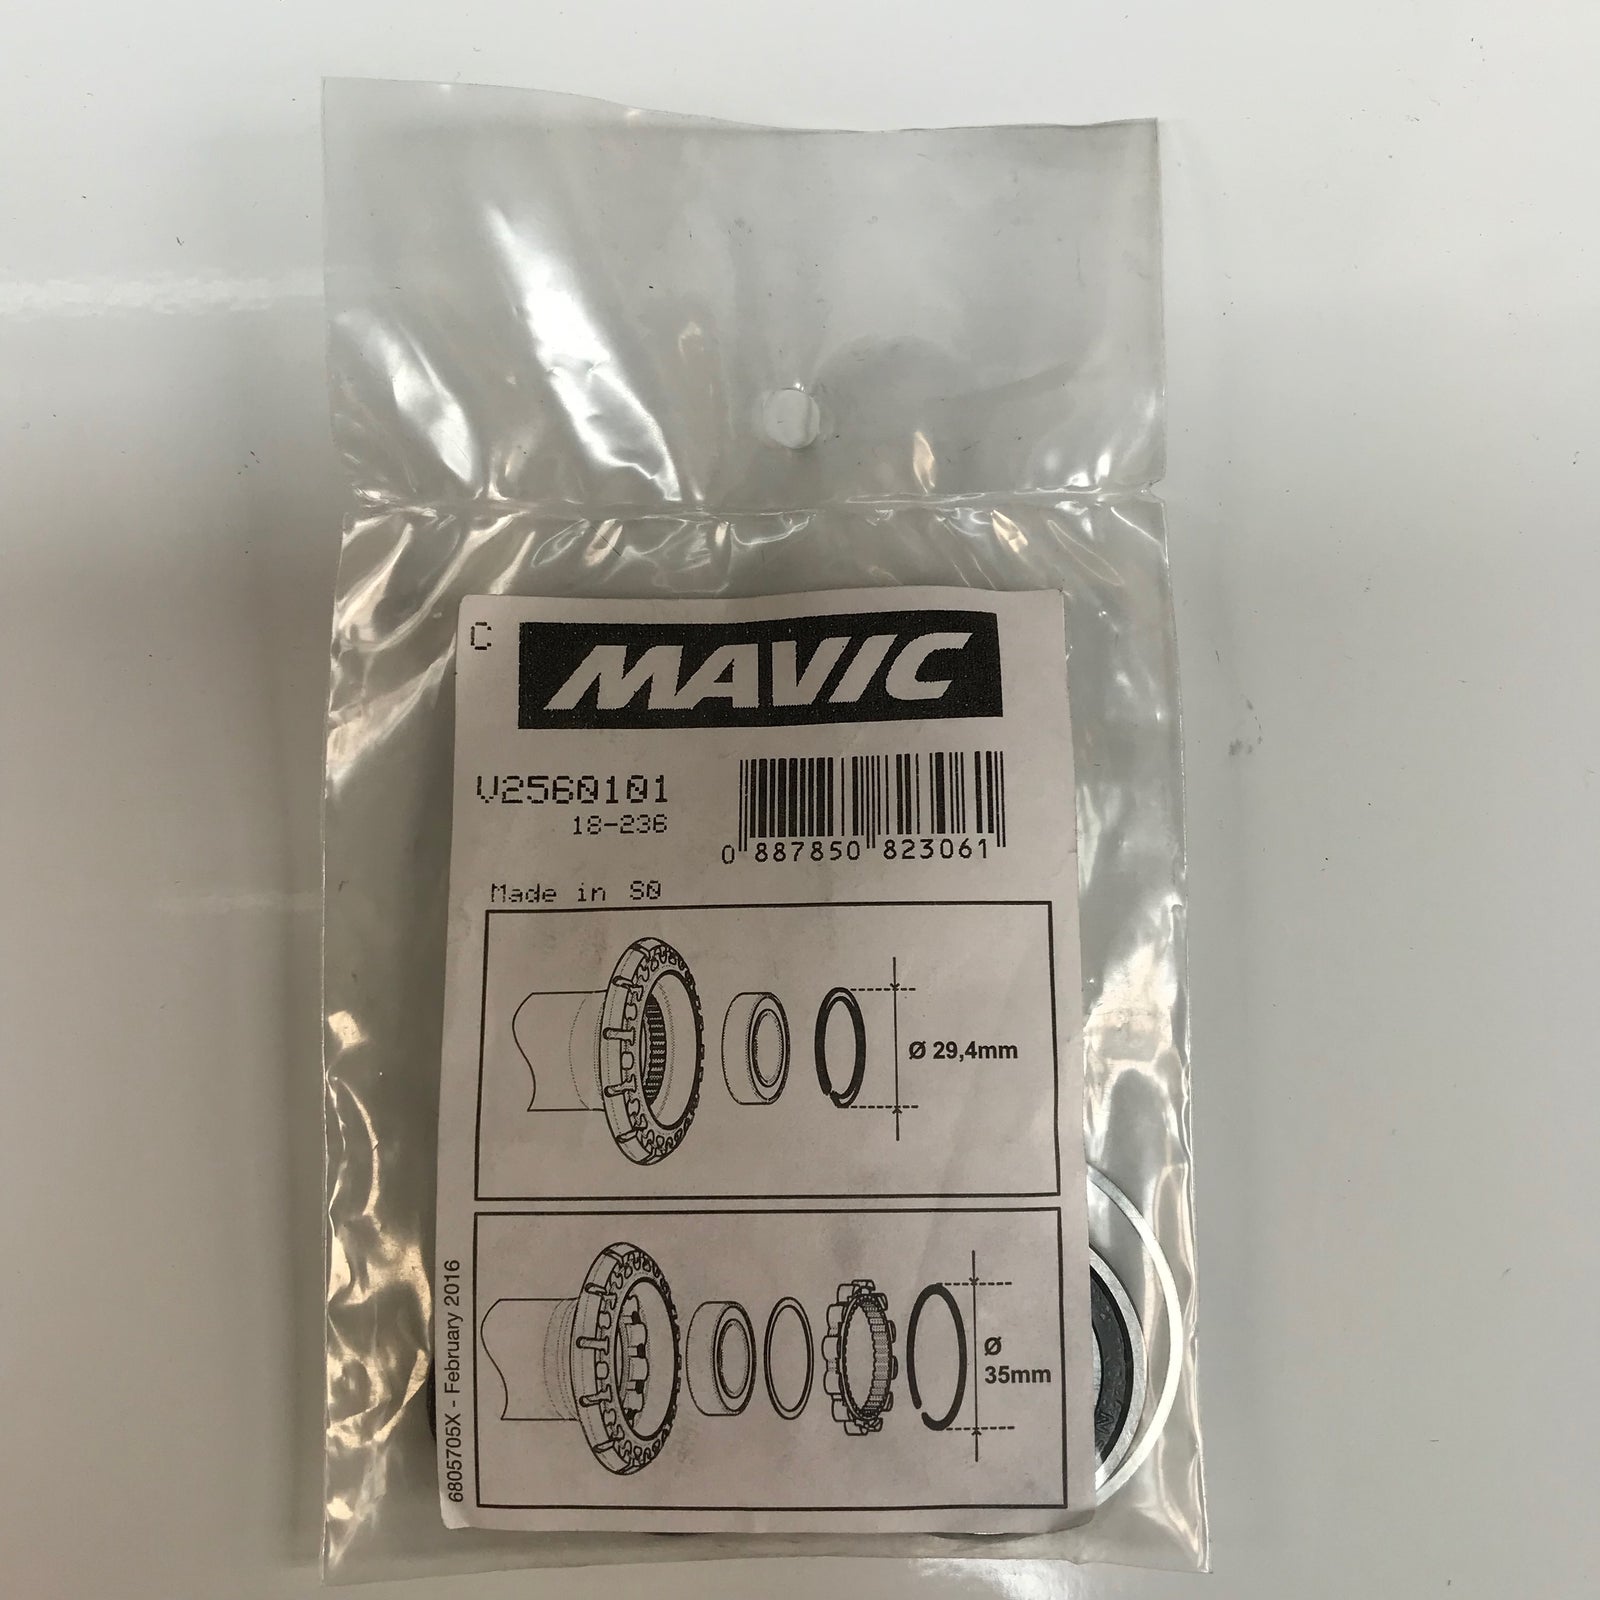 C
MAVIC
V2560101
18-236
0 887850 823061
Made in S0
Ø 29,4mm
Ø
35mm
6805705X - February 2016